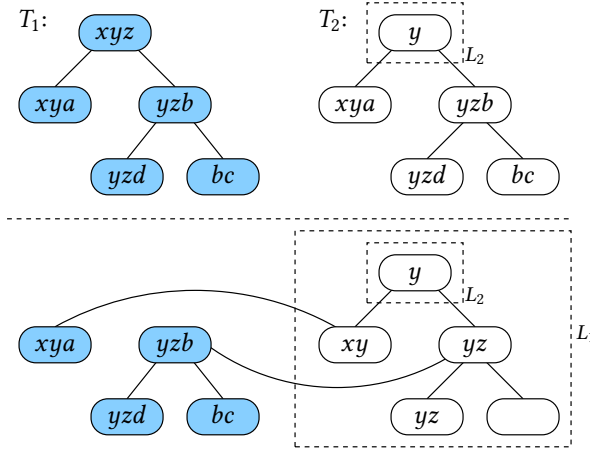 T₁: xyz T₂: y
L₂
xya yzb xya yzb
yzd bc yzd bc
y
L₂
xya yzb xy yz L
yzd bc yz